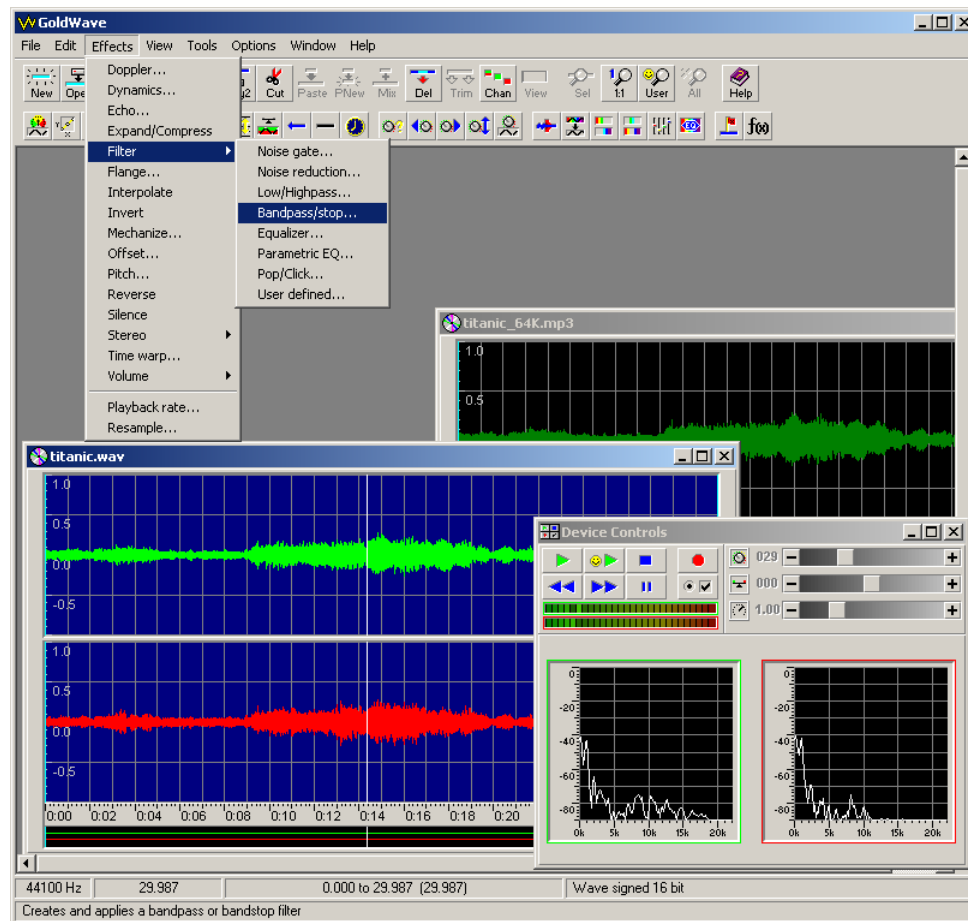 GoldWave
File Edit Effects View Tools Options Window Help
New Cut Paste PNew Mix Del Trim Chan View Sel 1:1 User All Help
f(x)
Doppler...
Dynamics...
Echo...
Expand/Compress
Filter
Flange...
Interpolate
Invert
Mechanize...
Offset...
Pitch...
Reverse
Silence
Stereo
Time warp...
Volume
Playback rate...
Resample...
Noise gate...
Noise reduction...
Low/Highpass...
Bandpass/stop...
Equalizer...
Parametric EQ...
Pop/Click...
User defined...
titanic_64K.mp3
1.0
0.5
titanic.wav
1.0
0.5
0.0
-0.5
1.0
0.5
0.0
-0.5
0:00 0:02 0:04 0:06 0:08 0:10 0:12 0:14 0:16 0:18 0:20
Device Controls
029
000
1.00
0
-20
-40
-60
-80
0k 5k 10k 15k 20k
0
-20
-40
-60
-80
0k 5k 10k 15k 20k
44100 Hz 29.987 0.000 to 29.987 (29.987) Wave signed 16 bit
Creates and applies a bandpass or bandstop filter